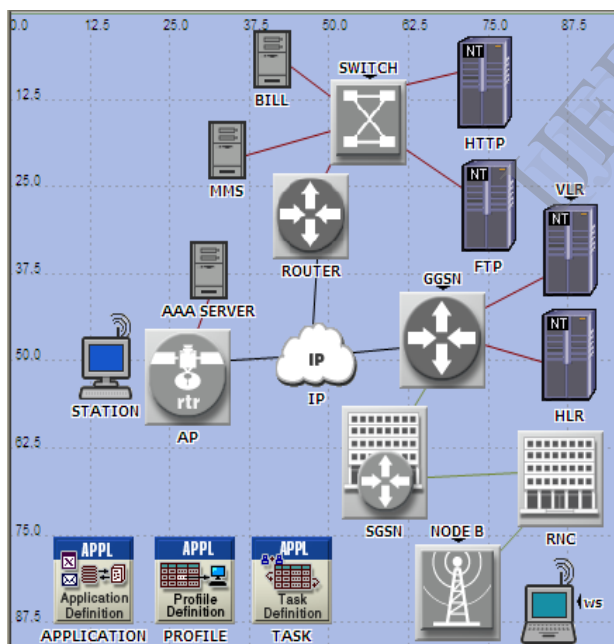 0.0 12.5 25.0 37.5 50.0 62.5 75.0 87.5
SWITCH
NT
BILL
12.5
HTTP
MMS
25.0
NT
VLR
ROUTER
FTP
NT
37.5
GGSN
AAA SERVER
NT
50.0
IP
STATION
rtr
IP
HLR
AP
62.5
75.0
SGSN
NODE B
RNC
APPL
Application
Definition
APPL
Profile
Definition
APPL
Task
Definition
87.5
ws
APPLICATION
PROFILE
TASK